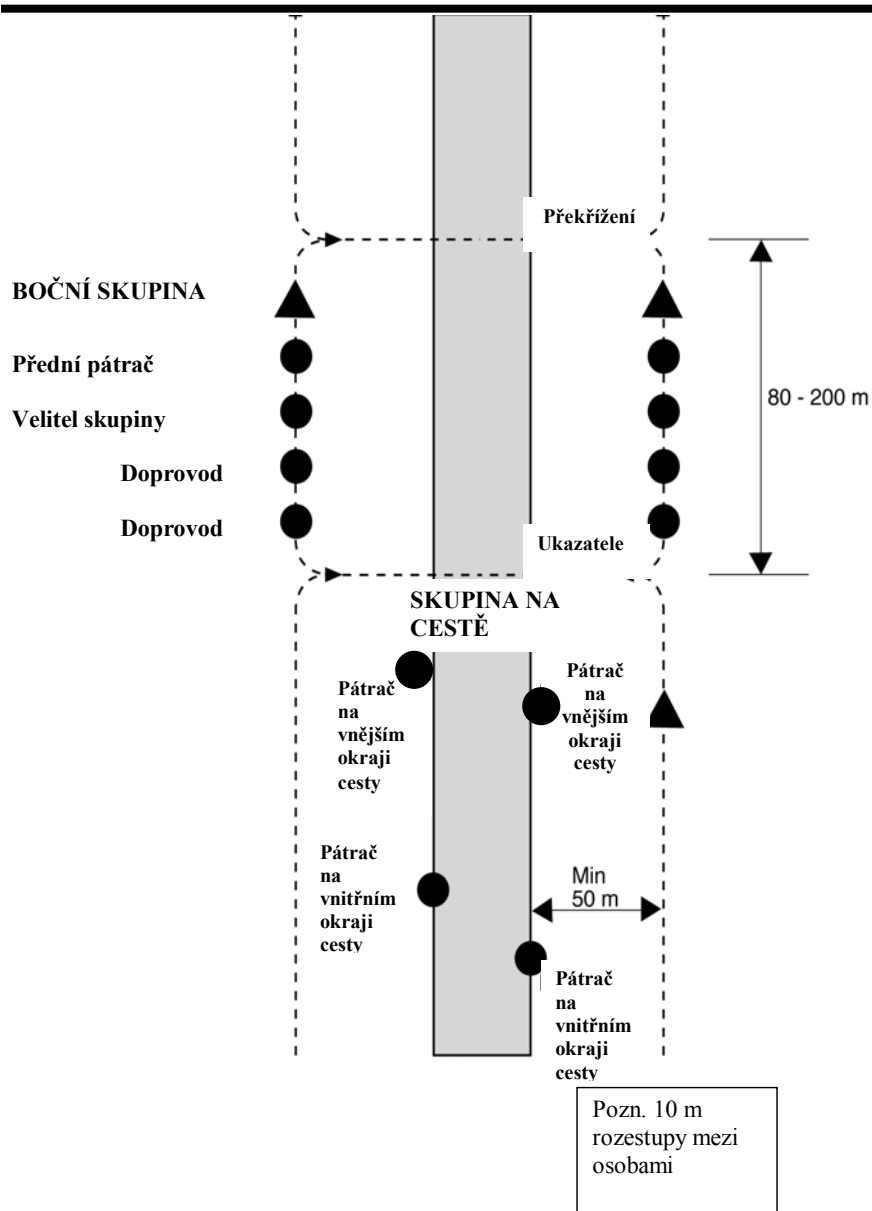 Překřížení
BOČNÍ SKUPINA
Přední pátrač
Velitel skupiny
Doprovod
Doprovod
80 - 200 m
Ukazatele
SKUPINA NA
CESTĚ
Pátrač
na
vnějším
okraji
cesty
Pátrač
na
vnějším
okraji
cesty
Pátrač
na
vnitřním
okraji
cesty
Min
50 m
Pátrač
na
vnitřním
okraji
cesty
Pozn. 10 m
rozestupy mezi
osobami